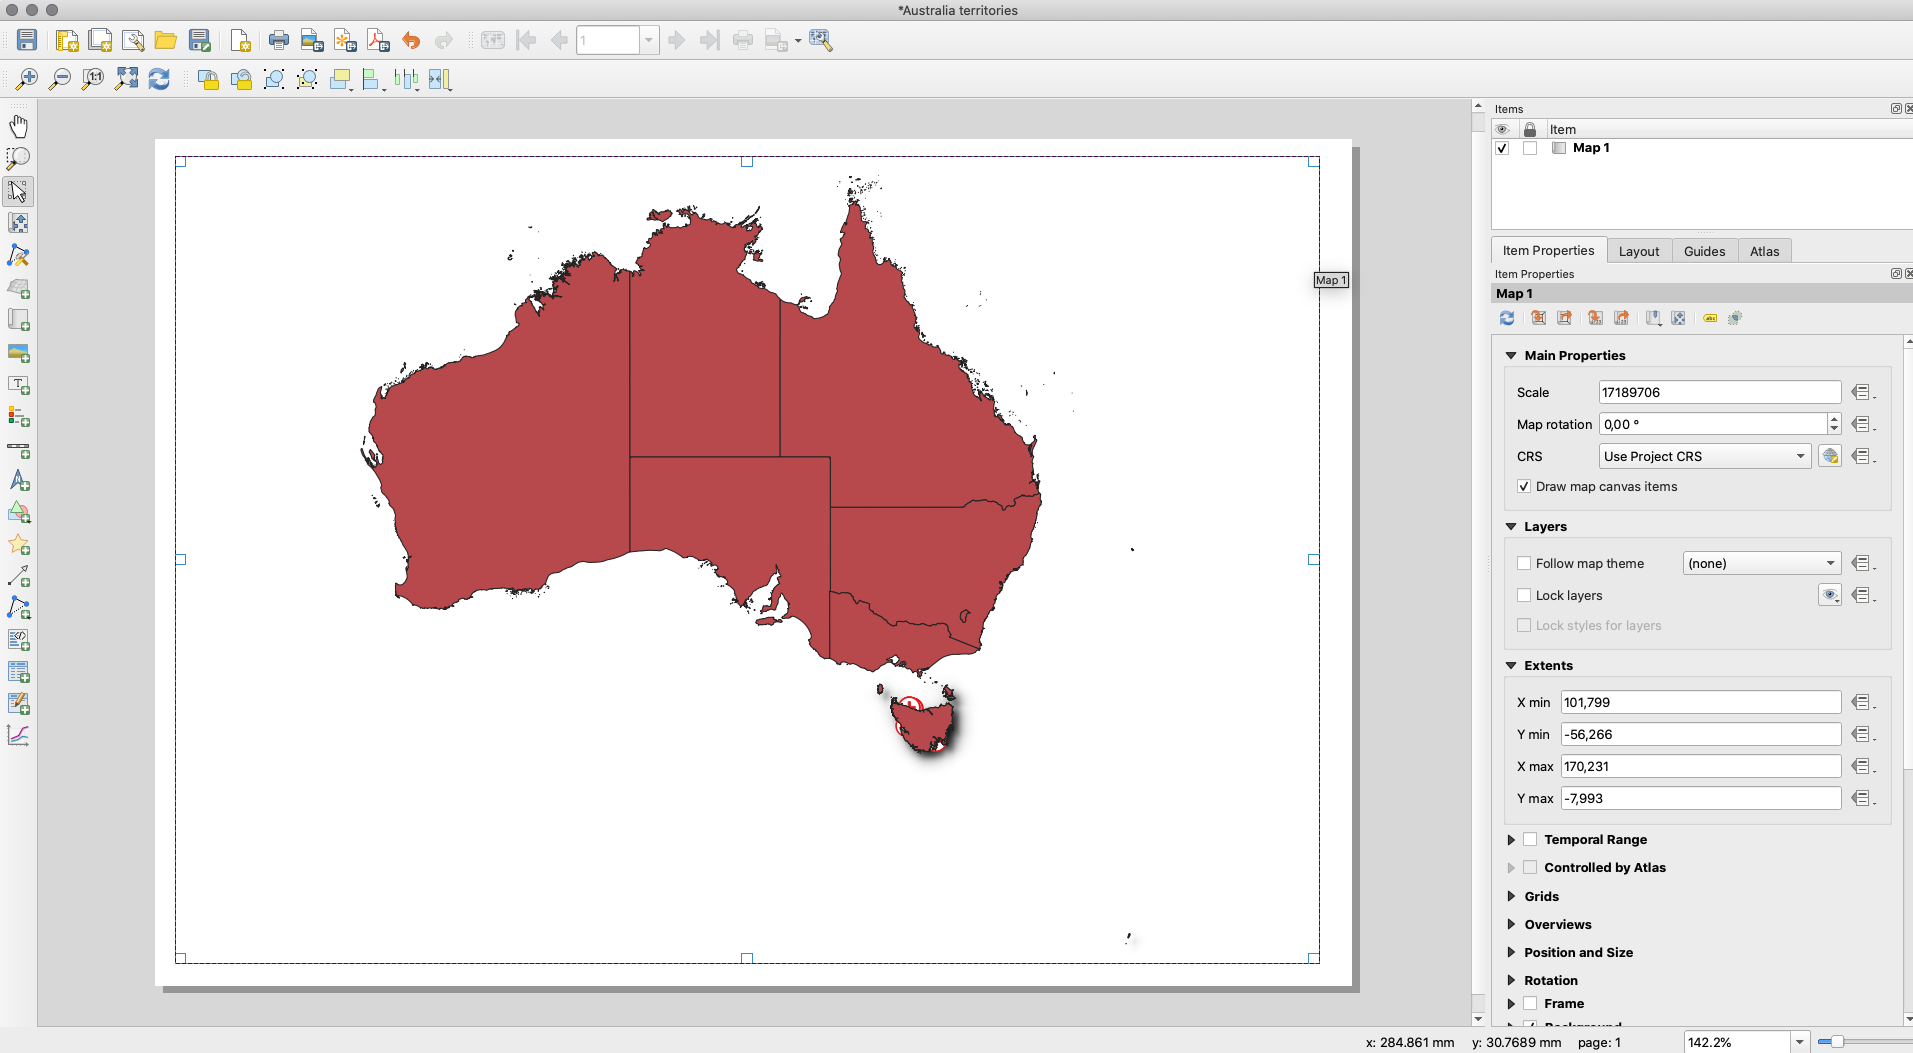 *Australia territories
1
1:1
T
abc
Items
Item
Map 1
Item Properties
Layout
Guides
Atlas
Item Properties
Map 1
Map 1
Main Properties
Scale 17189706
Map rotation 0,00 °
CRS Use Project CRS
Draw map canvas items
Layers
Follow map theme (none)
Lock layers
Lock styles for layers
Extents
X min 101,799
Y min -56,266
X max 170,231
Y max -7,993
Temporal Range
Controlled by Atlas
Grids
Overviews
Position and Size
Rotation
Frame
Background
x: 284.861 mm y: 30.7689 mm page: 1 142.2%